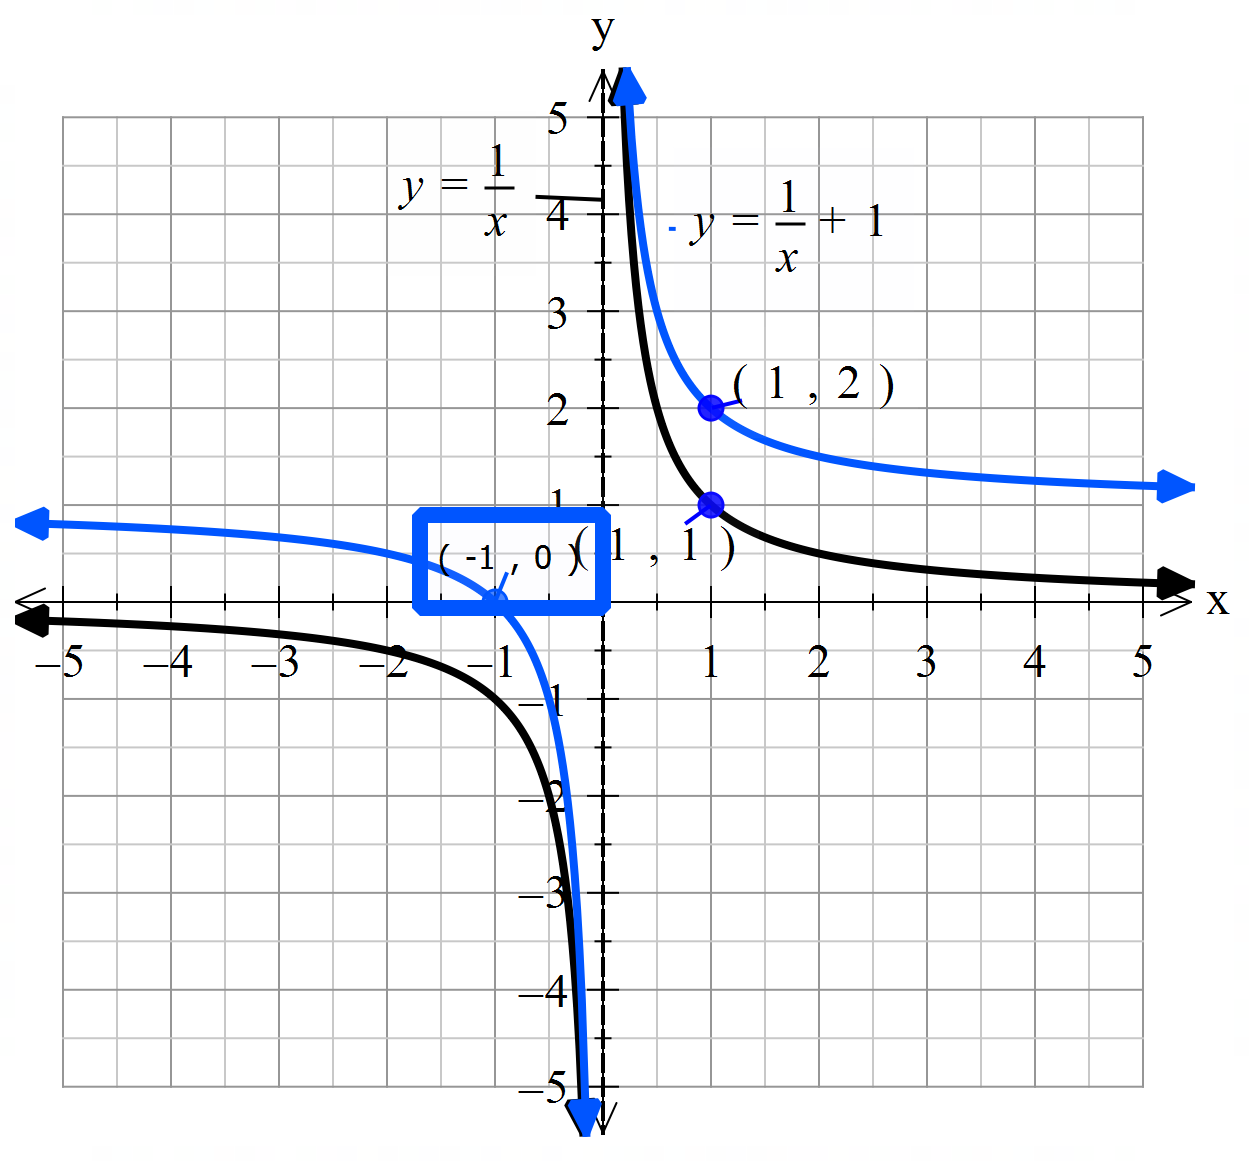 y
5
y = 1/x
4
y = 1/x + 1
3
( 1 , 2 )
2
1
( -1 , 0 )
( 1 , 1 )
x
−5 −4 −3 −2 −1 1 2 3 4 5
−1
−2
−3
−4
−5